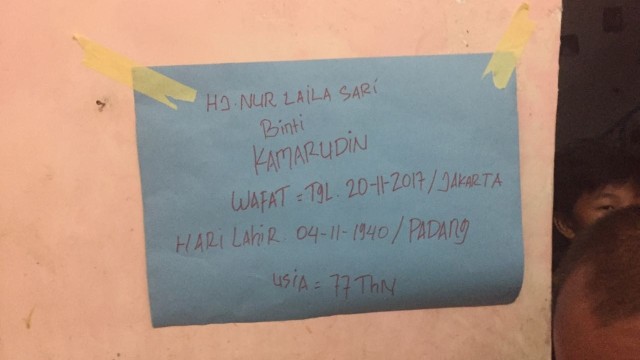 HJ. NUR LAILA SARI
Binti
KAMARUDIN
WAFAT = TGL. 20-11-2017 / JAKARTA
HARI Lahir. 04-11-1940 / PADANG
usiA = 77 ThN